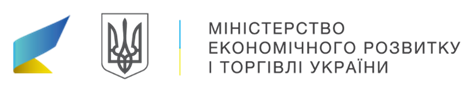 МІНІСТЕРСТВО
ЕКОНОМІЧНОГО РОЗВИТКУ
І ТОРГІВЛІ УКРАЇНИ